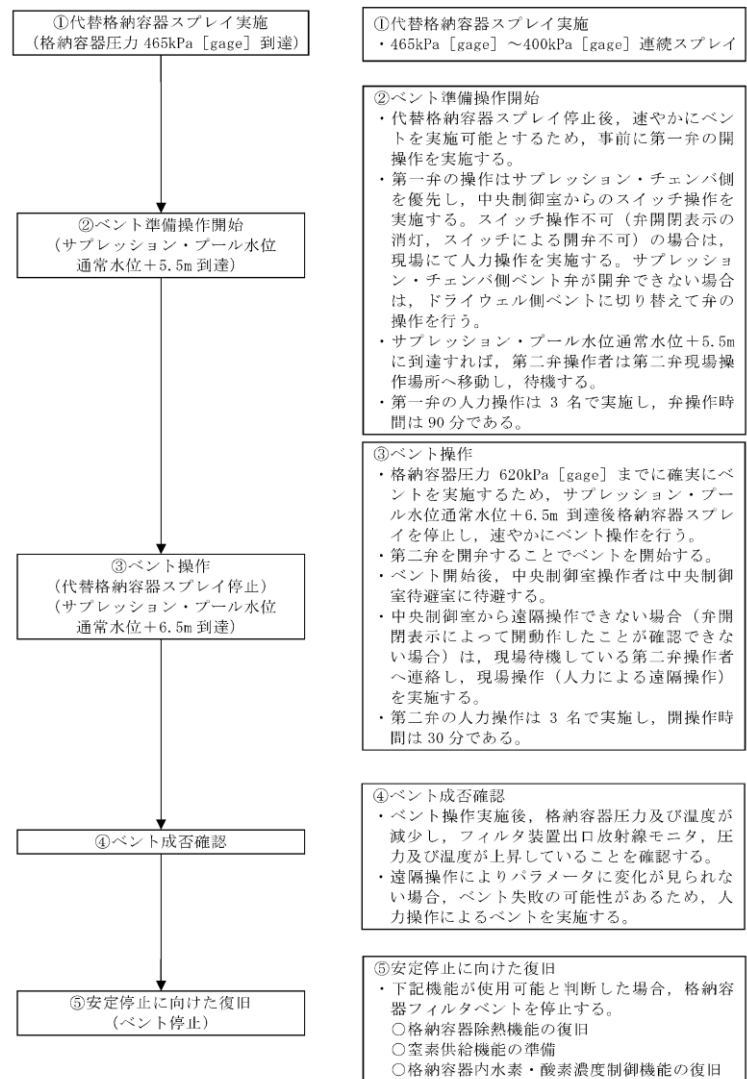 ①代替格納容器スプレイ実施
(格納容器圧力 465kPa［gage］到達)
①代替格納容器スプレイ実施
・465kPa［gage］～400kPa［gage］連続スプレイ
②ベント準備操作開始
(サプレッション・プール水位
通常水位＋5.5m 到達)
②ベント準備操作開始
・代替格納容器スプレイ停止後，速やかにベン
トを実施可能とするため，事前に第一弁の開
操作を実施する。
・第一弁の操作はサプレッション・チェンバ側
を優先し，中央制御室からのスイッチ操作を
実施する。スイッチ操作不可（弁開閉表示の
消灯，スイッチによる開弁不可）の場合は，
現場にて人力操作を実施する。サプレッショ
ン・チェンバ側ベント弁が開弁できない場合
は，ドライウェル側ベントに切り替えて弁の
操作を行う。
・サプレッション・プール水位通常水位＋5.5m
に到達すれば，第二弁操作者は第二弁現場操
作場所へ移動し，待機する。
・第一弁の人力操作は 3 名で実施し，弁操作時
間は 90 分である。
③ベント操作
(代替格納容器スプレイ停止)
(サプレッション・プール水位
通常水位＋6.5m 到達)
③ベント操作
・格納容器圧力 620kPa［gage］までに確実にベ
ントを実施するため，サプレッション・プー
ル水位通常水位＋6.5m 到達後格納容器スプレ
イを停止し，速やかにベント操作を行う。
・第二弁を開弁することでベントを開始する。
・ベント開始後，中央制御室操作者は中央制御
室待避室に待避する。
・中央制御室から遠隔操作できない場合（弁開
閉表示によって開動作したことが確認できな
い場合）は，現場待機している第二弁操作者
へ連絡し，現場操作（人力による遠隔操作）
を実施する。
・第二弁の人力操作は 3 名で実施し，開操作時
間は 30 分である。
④ベント成否確認
④ベント成否確認
・ベント操作実施後，格納容器圧力及び温度が
減少し，フィルタ装置出口放射線モニタ，圧
力及び温度が上昇していることを確認する。
・遠隔操作によりパラメータに変化が見られな
い場合，ベント失敗の可能性があるため，人
力操作によるベントを実施する。
⑤安定停止に向けた復旧
(ベント停止)
⑤安定停止に向けた復旧
・下記機能が使用可能と判断した場合，格納容
器フィルタベントを停止する。
○格納容器除熱機能の復旧
○窒素供給機能の準備
○格納容器内水素・酸素濃度制御機能の復旧